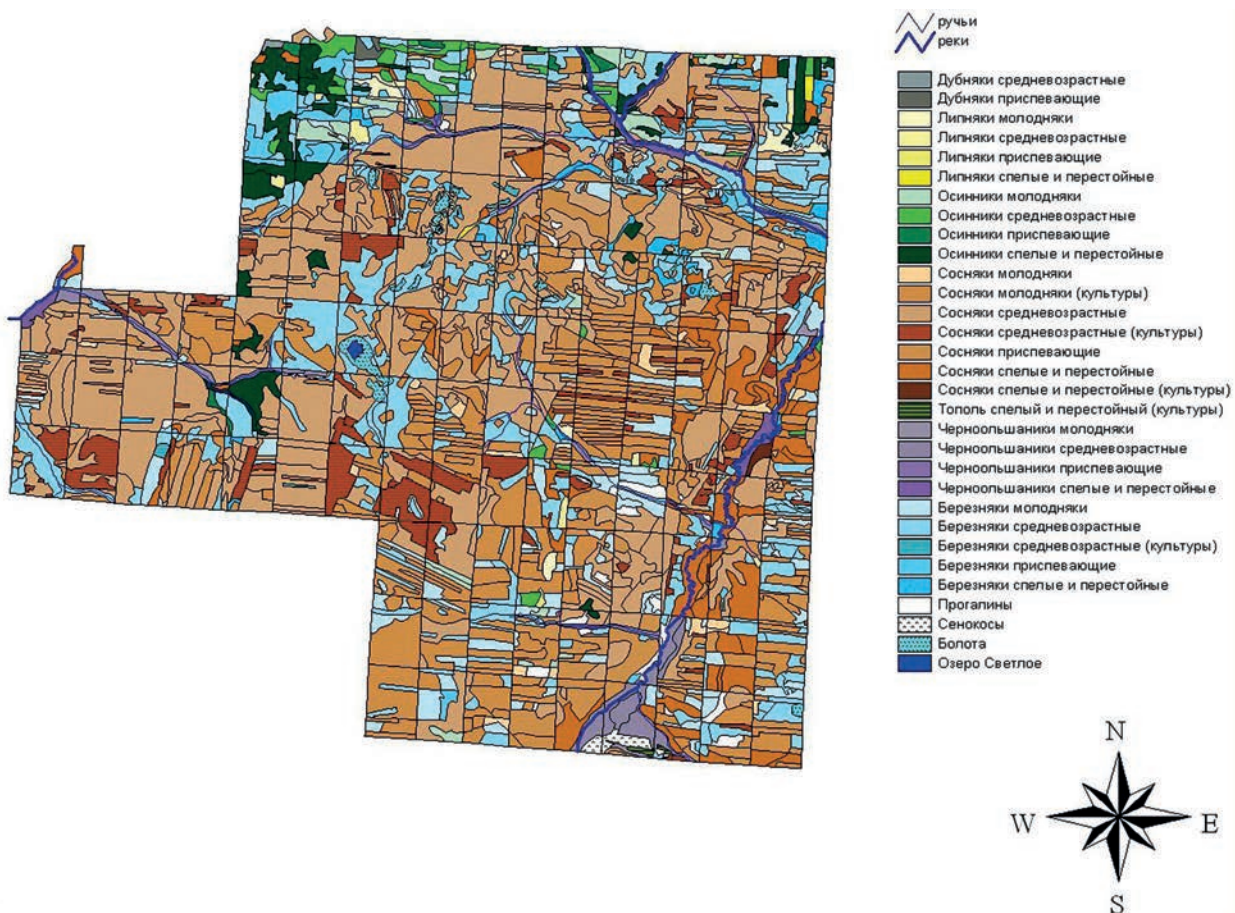 ручьи
реки
Дубняки средневозрастные
Дубняки приспевающие
Липняки молодняки
Липняки средневозрастные
Липняки приспевающие
Липняки спелые и перестойные
Осинники молодняки
Осинники средневозрастные
Осинники приспевающие
Осинники спелые и перестойные
Сосняки молодняки
Сосняки молодняки (культуры)
Сосняки средневозрастные
Сосняки средневозрастные (культуры)
Сосняки приспевающие
Сосняки спелые и перестойные
Сосняки спелые и перестойные (культуры)
Тополь спелый и перестойный (культуры)
Черноольшаники молодняки
Черноольшаники средневозрастные
Черноольшаники приспевающие
Черноольшаники спелые и перестойные
Березняки молодняки
Березняки средневозрастные
Березняки средневозрастные (культуры)
Березняки приспевающие
Березняки спелые и перестойные
Прогалины
Сенокосы
Болота
Озеро Светлое
N
W E
S